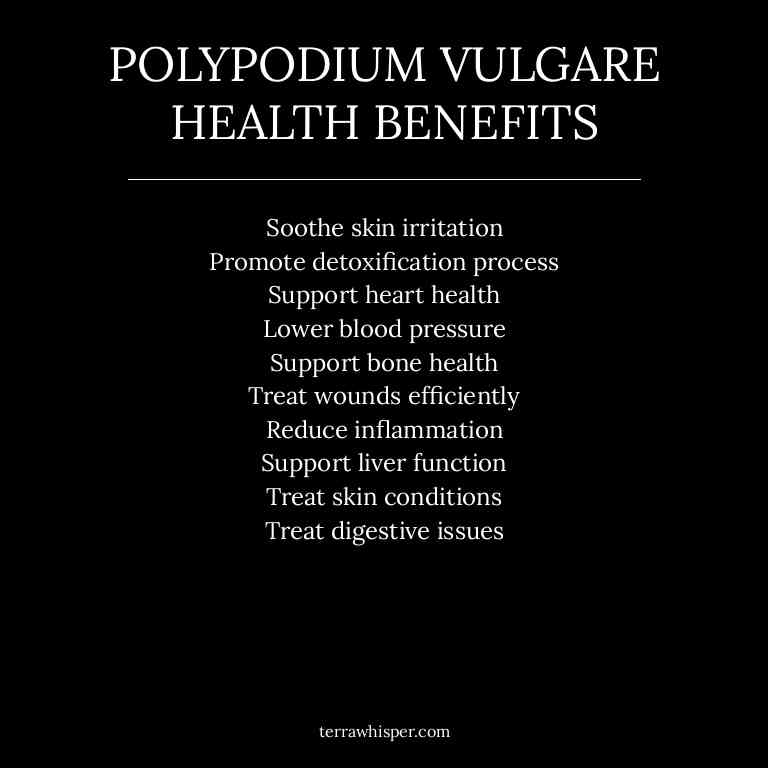 POLYPODIUM VULGARE
HEALTH BENEFITS
Soothe skin irritation
Promote detoxification process
Support heart health
Lower blood pressure
Support bone health
Treat wounds efficiently
Reduce inflammation
Support liver function
Treat skin conditions
Treat digestive issues
terrawhisper.com